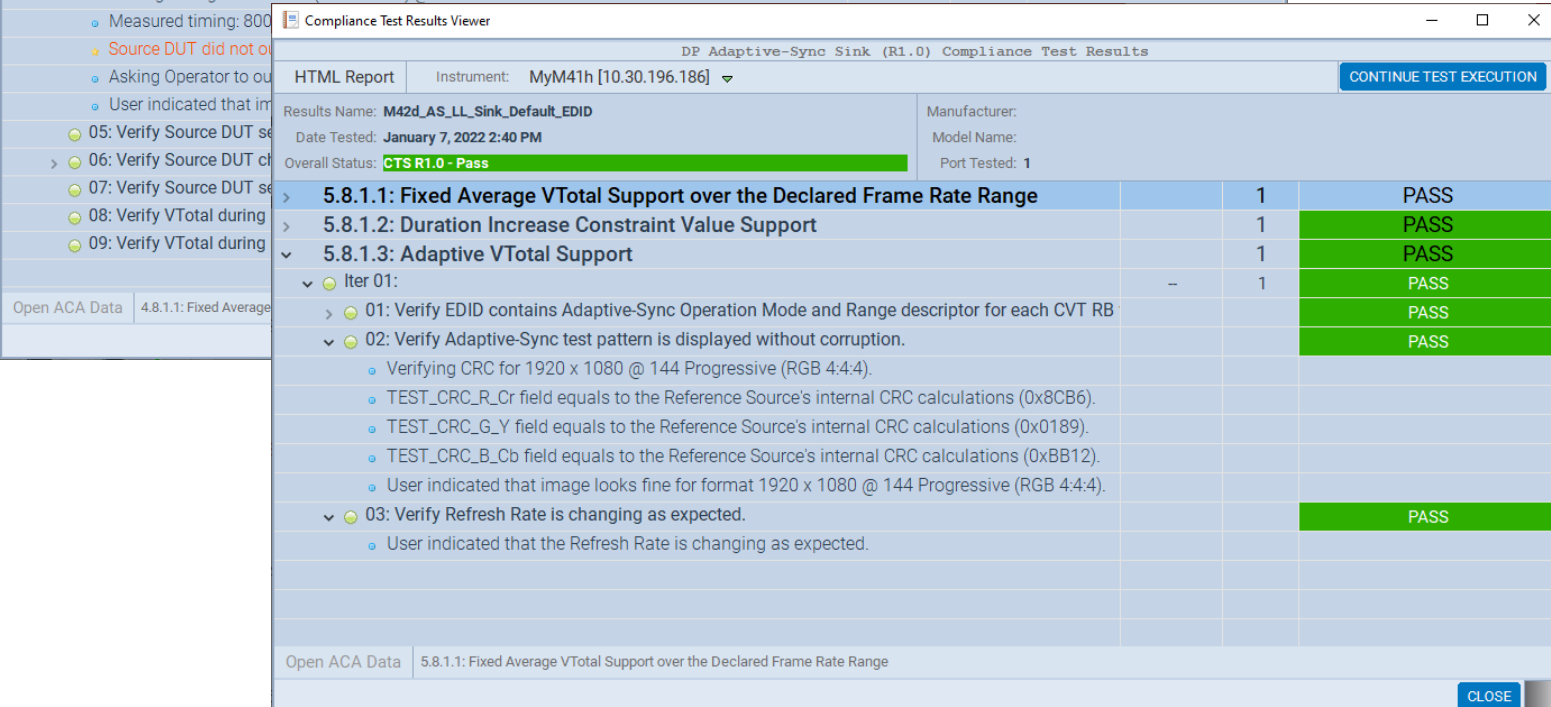 Measured timing: 800
Source DUT did not ou
Asking Operator to ou
User indicated that im
05: Verify Source DUT se
06: Verify Source DUT ch
07: Verify Source DUT se
08: Verify VTotal during
09: Verify VTotal during
Open ACA Data 4.8.1.1: Fixed Average
Compliance Test Results Viewer
DP Adaptive-Sync Sink (R1.0) Compliance Test Results
HTML Report Instrument: MyM41h [10.30.196.186] CONTINUE TEST EXECUTION
Results Name: M42d_AS_LL_Sink_Default_EDID Manufacturer:
Date Tested: January 7, 2022 2:40 PM Model Name:
Overall Status: CTS R1.0 - Pass Port Tested: 1
5.8.1.1: Fixed Average VTotal Support over the Declared Frame Rate Range 1 PASS
5.8.1.2: Duration Increase Constraint Value Support 1 PASS
5.8.1.3: Adaptive VTotal Support 1 PASS
Iter 01: -- 1 PASS
01: Verify EDID contains Adaptive-Sync Operation Mode and Range descriptor for each CVT RB PASS
02: Verify Adaptive-Sync test pattern is displayed without corruption. PASS
Verifying CRC for 1920 x 1080 @ 144 Progressive (RGB 4:4:4).
TEST_CRC_R_Cr field equals to the Reference Source's internal CRC calculations (0x8CB6).
TEST_CRC_G_Y field equals to the Reference Source's internal CRC calculations (0x0189).
TEST_CRC_B_Cb field equals to the Reference Source's internal CRC calculations (0xBB12).
User indicated that image looks fine for format 1920 x 1080 @ 144 Progressive (RGB 4:4:4).
03: Verify Refresh Rate is changing as expected. PASS
User indicated that the Refresh Rate is changing as expected.
Open ACA Data 5.8.1.1: Fixed Average VTotal Support over the Declared Frame Rate Range
CLOSE